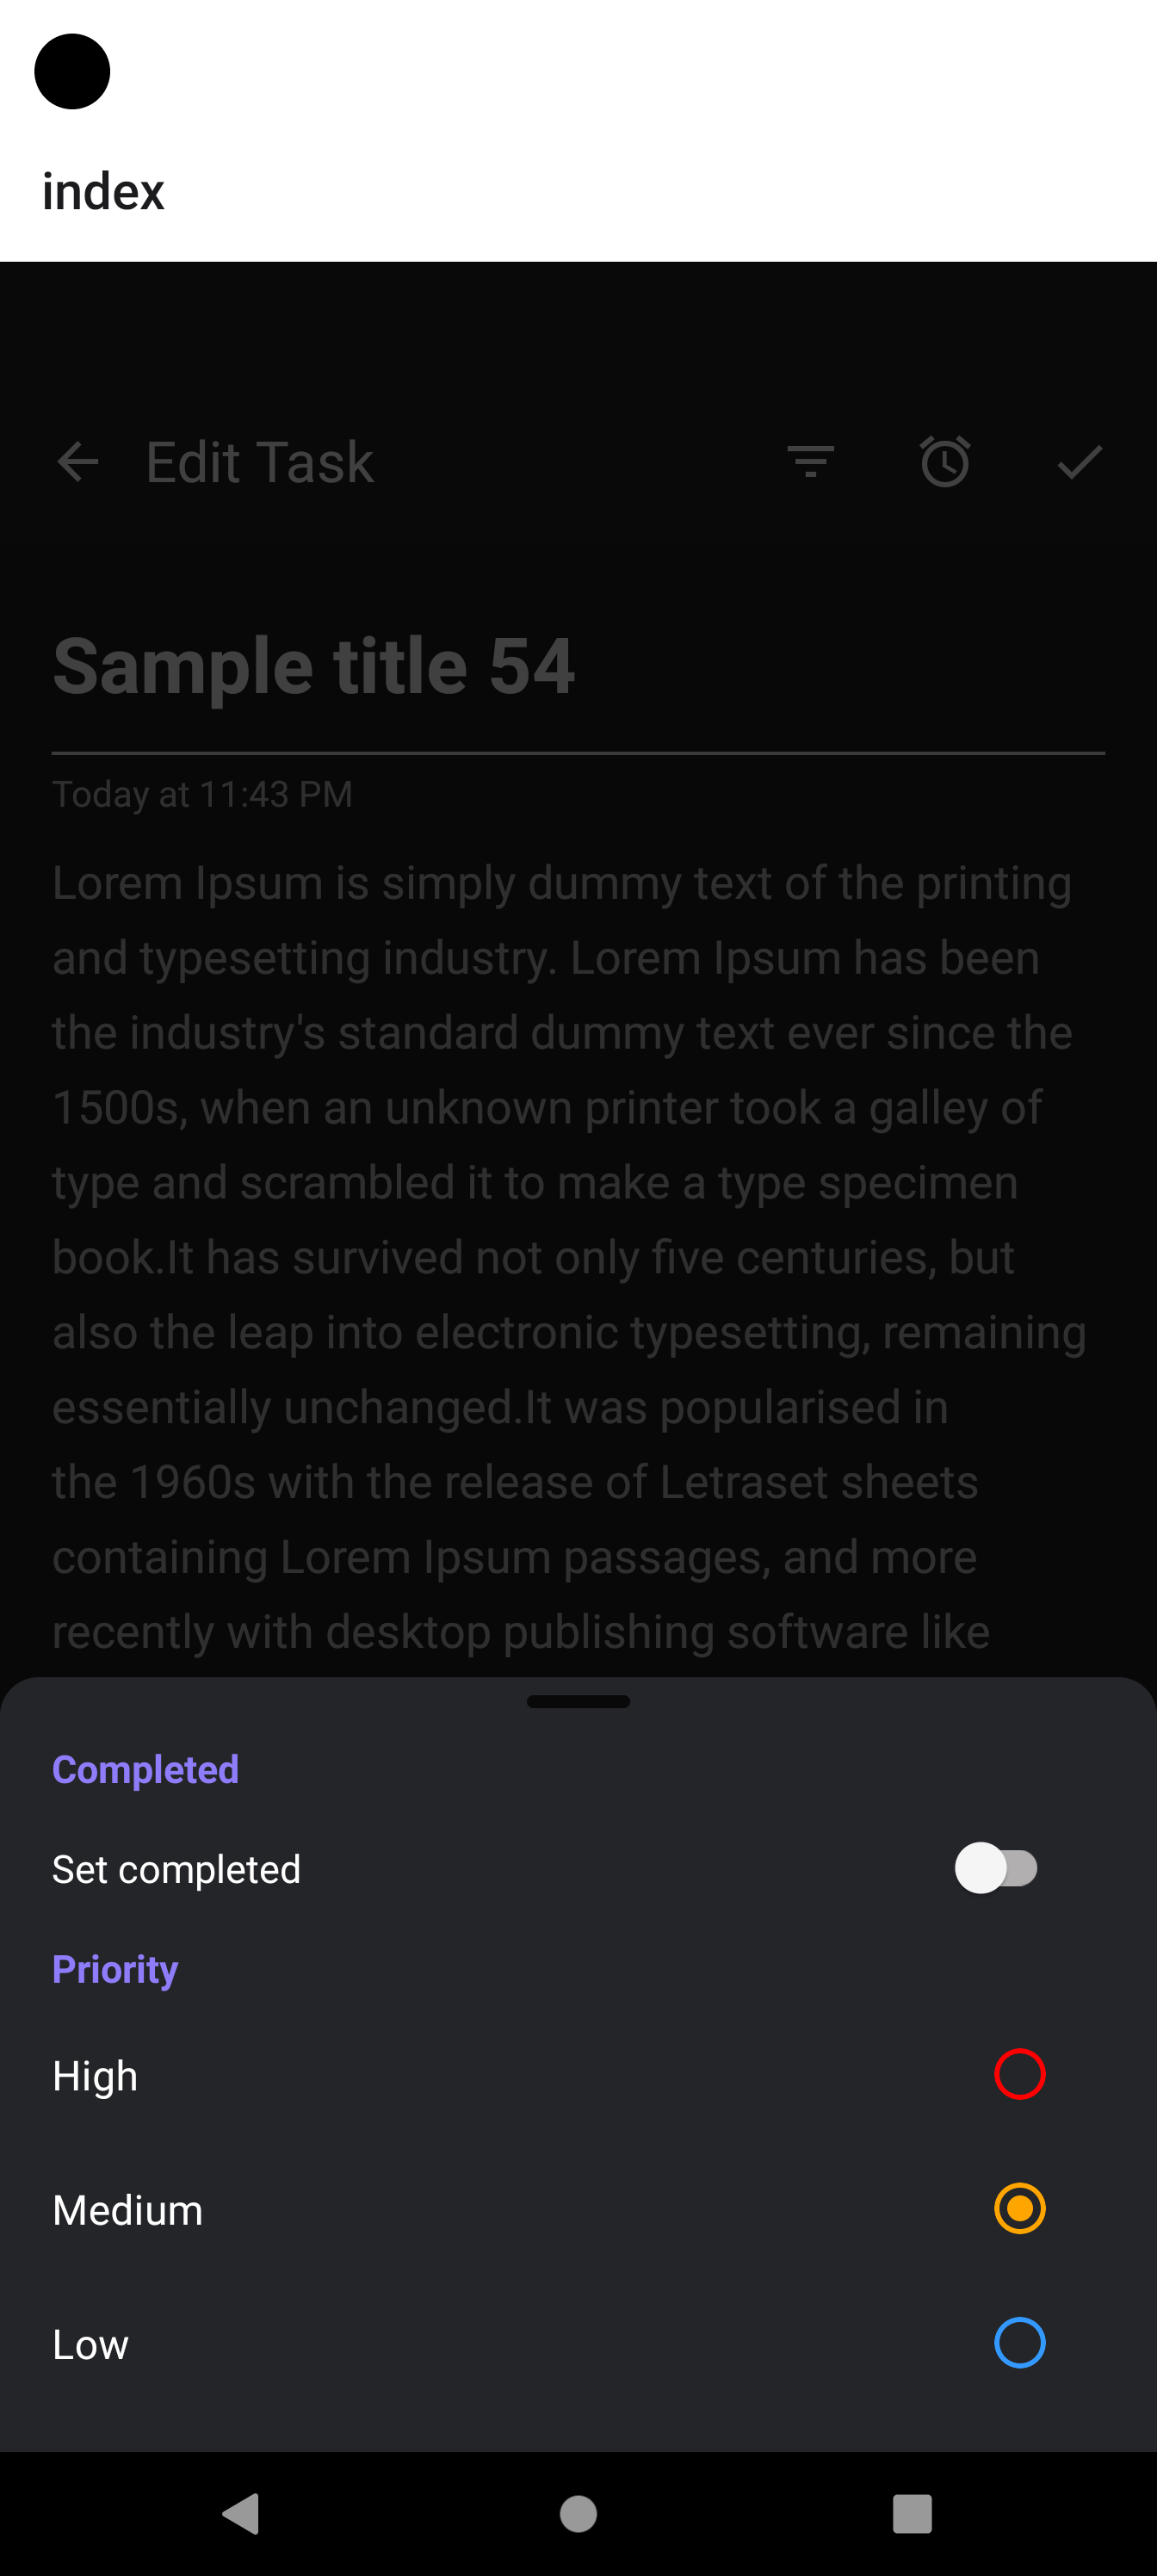 index
Edit Task
Sample title 54
Today at 11:43 PM
Lorem Ipsum is simply dummy text of the printing
and typesetting industry. Lorem Ipsum has been
the industry's standard dummy text ever since the
1500s, when an unknown printer took a galley of
type and scrambled it to make a type specimen
book.It has survived not only five centuries, but
also the leap into electronic typesetting, remaining
essentially unchanged.It was popularised in
the 1960s with the release of Letraset sheets
containing Lorem Ipsum passages, and more
recently with desktop publishing software like
Completed
Set completed
Priority
High
Medium
Low